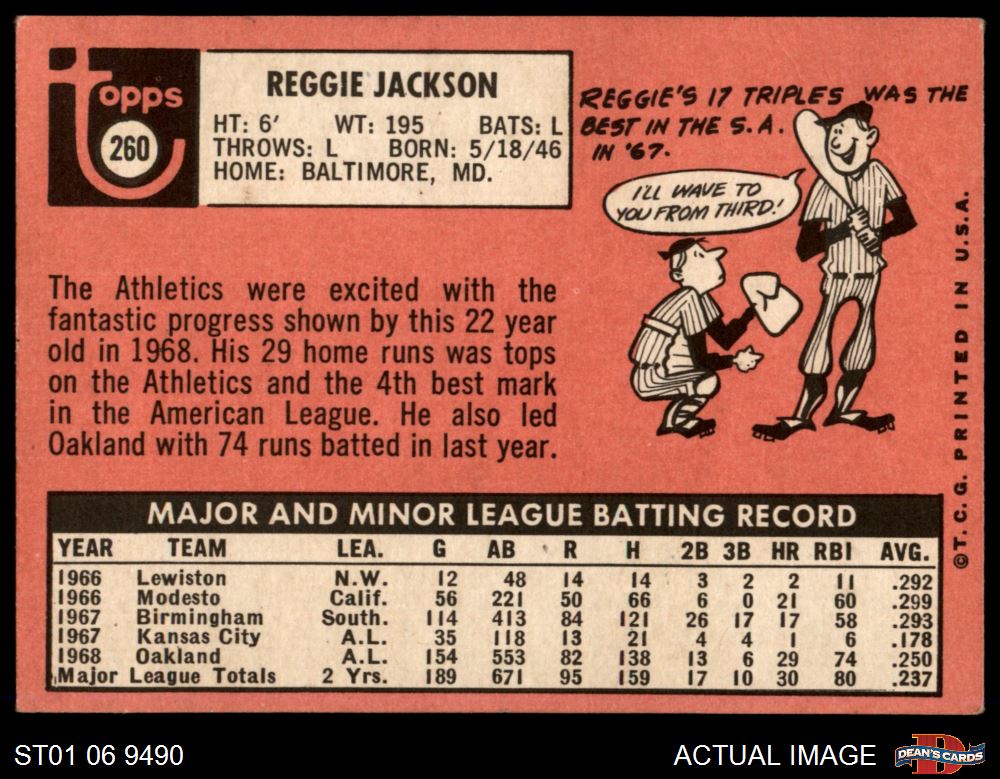 topps
260
REGGIE JACKSON
HT: 6' WT: 195 BATS: L
THROWS: L BORN: 5/18/46
HOME: BALTIMORE, MD.
REGGIE'S 17 TRIPLES WAS THE
BEST IN THE S.A.
IN '67.
I'LL WAVE TO
YOU FROM THIRD!
The Athletics were excited with the
fantastic progress shown by this 22 year
old in 1968. His 29 home runs was tops
on the Athletics and the 4th best mark
in the American League. He also led
Oakland with 74 runs batted in last year.
MAJOR AND MINOR LEAGUE BATTING RECORD
YEAR TEAM LEA. G AB R H 2B 3B HR RBI AVG.
1966 Lewiston N.W. 12 48 14 14 3 2 2 11 .292
1966 Modesto Calif. 56 221 50 66 6 0 21 60 .299
1967 Birmingham South. 114 413 84 121 26 17 17 58 .293
1967 Kansas City A.L. 35 118 13 21 4 4 1 6 .178
1968 Oakland A.L. 154 553 82 138 13 6 29 74 .250
Major League Totals 2 Yrs. 189 671 95 159 17 10 30 80 .237
©T.C.G. PRINTED IN U.S.A.
ST01 06 9490
ACTUAL IMAGE
DEAN'S CARDS